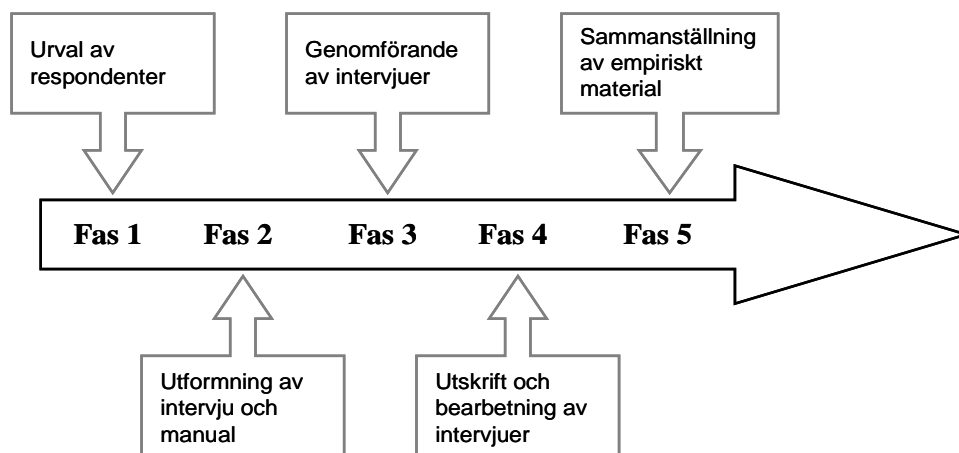 Urval av
respondenter
Genomförande
av intervjuer
Sammanställning
av empiriskt
material
Fas 1
Fas 2
Fas 3
Fas 4
Fas 5
Utformning av
intervju och
manual
Utskrift och
bearbetning av
intervjuer